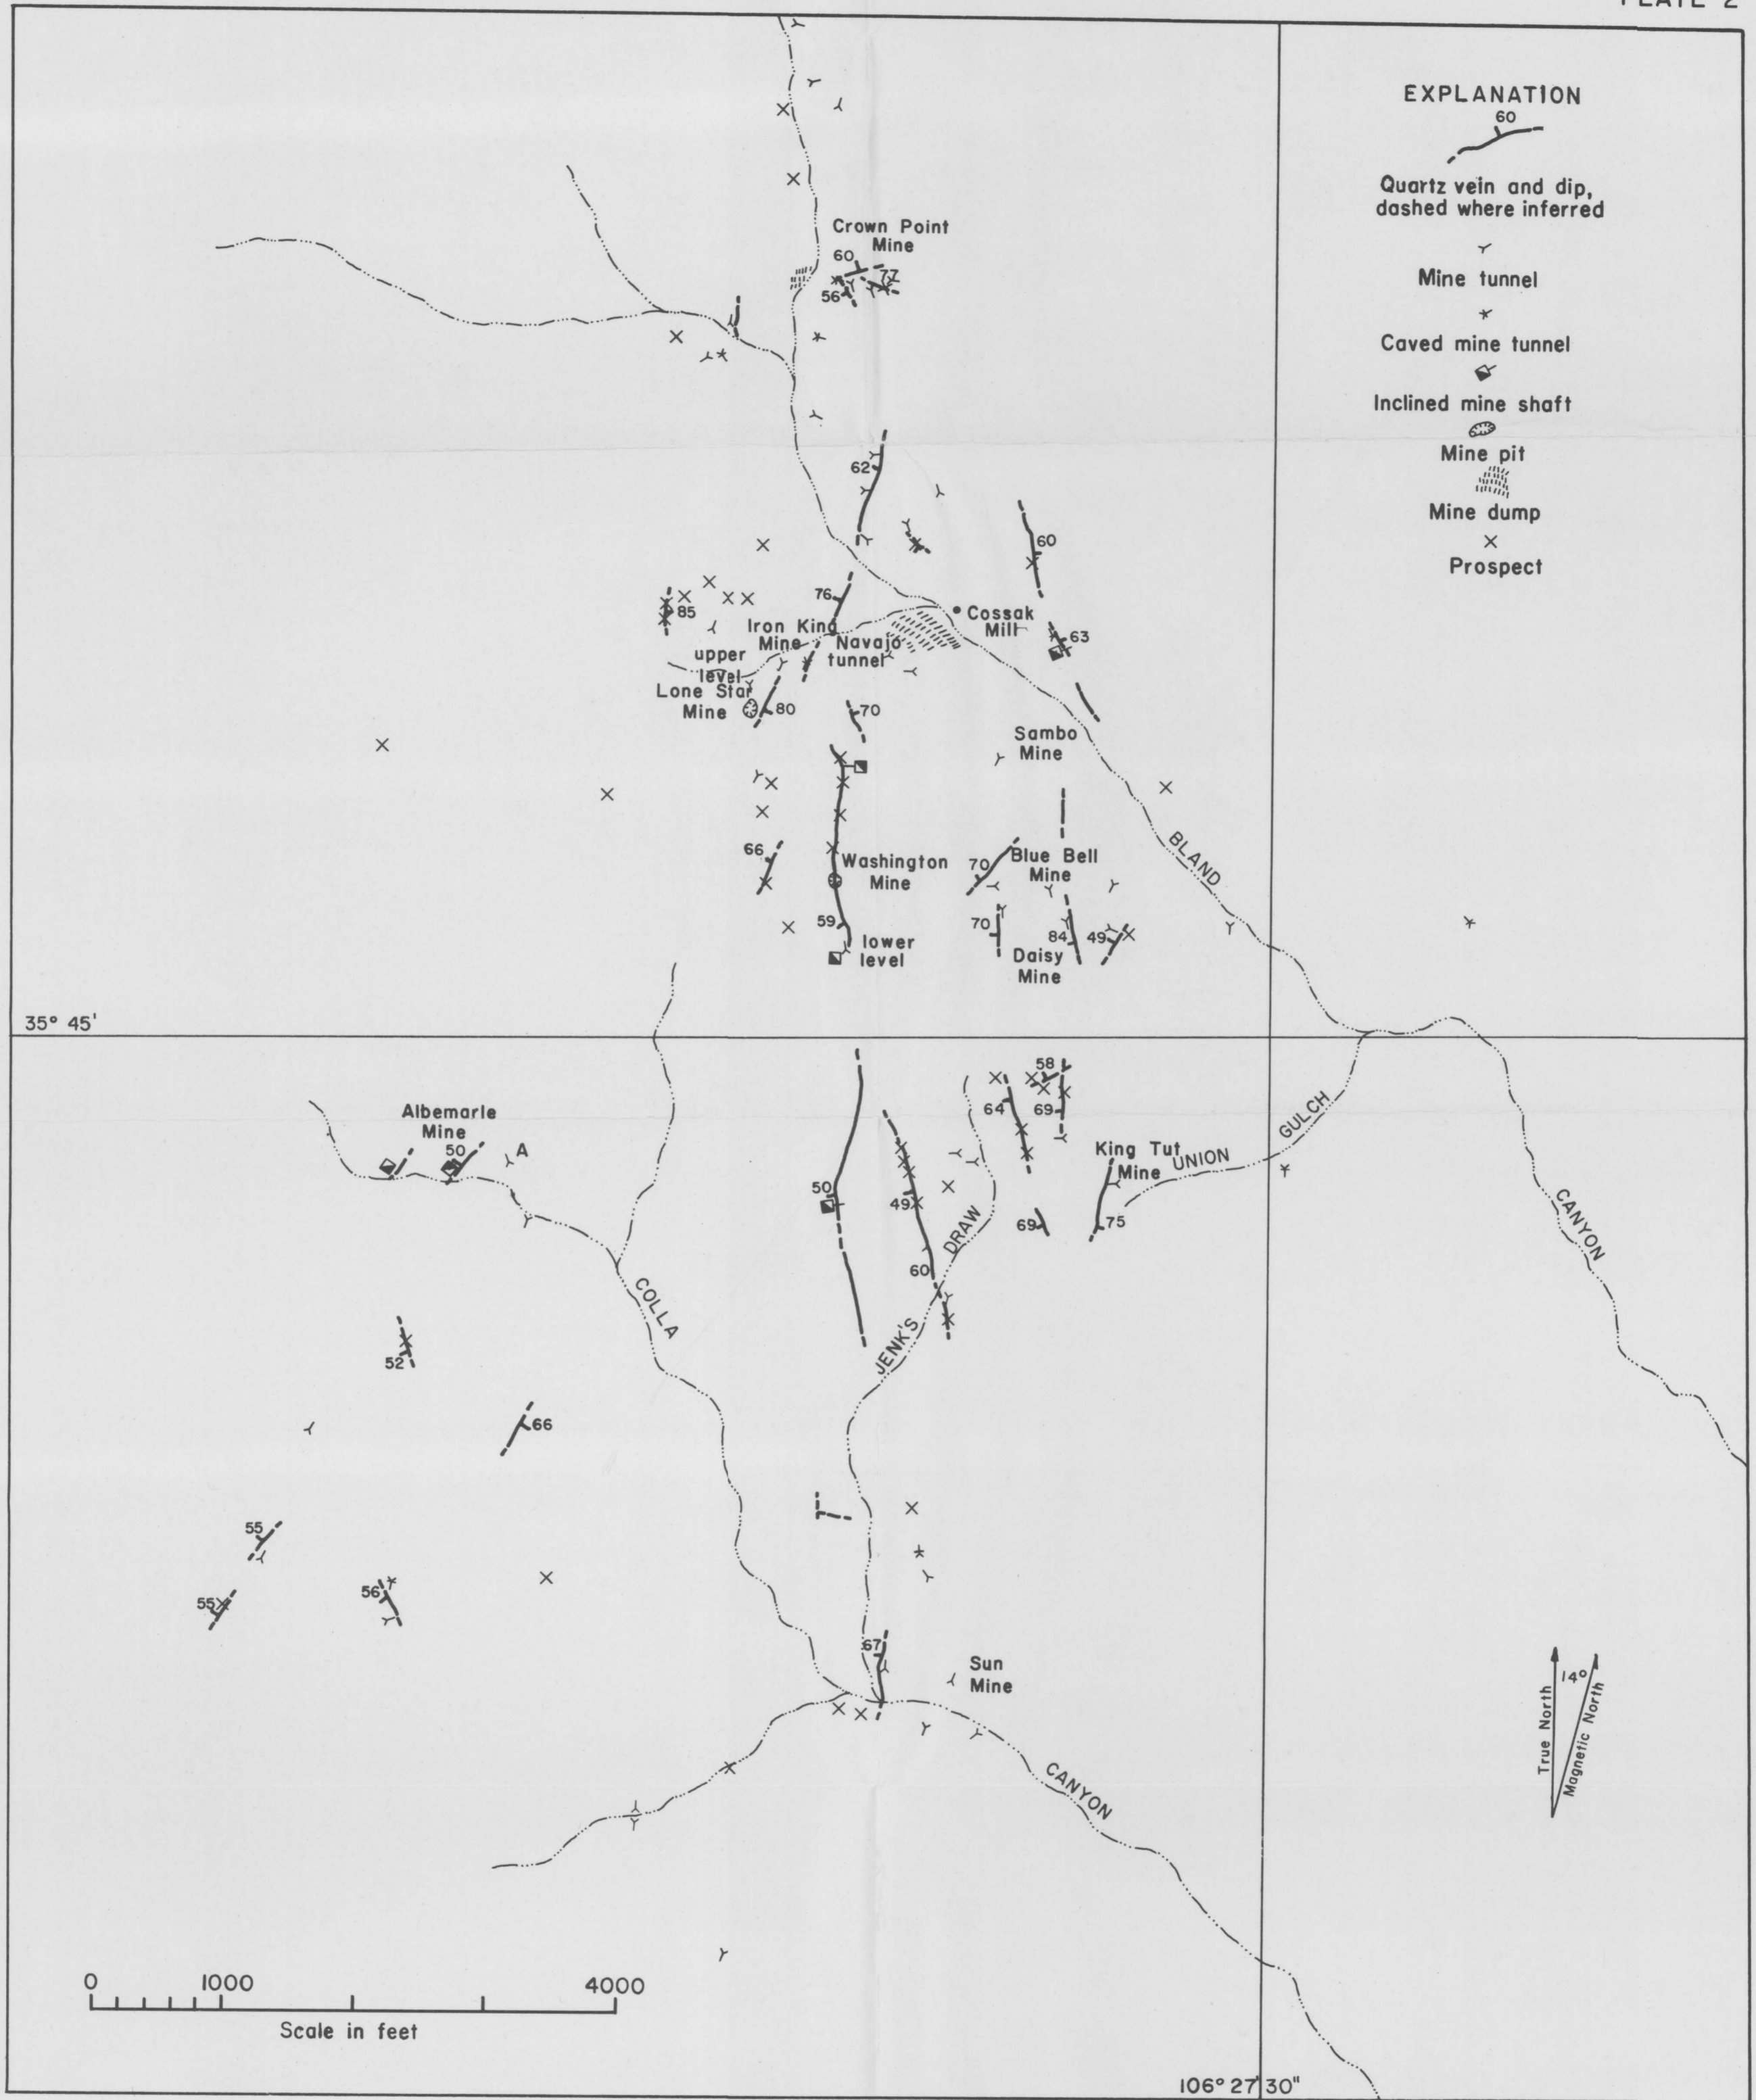 PLATE 2
EXPLANATION
60
Quartz vein and dip,
dashed where inferred
Mine tunnel
Caved mine tunnel
Inclined mine shaft
Mine pit
Mine dump
Prospect
Crown Point
Mine
60
77
56
62
60
76
85
Iron King
Mine
Navajo
tunnel
Cossak
Mill
63
upper
level
Lone Star
Mine
80
70
Sambo
Mine
BLAND
66
Washington
Mine
70
Blue Bell
Mine
59
lower
level
70
84
49
Daisy
Mine
35° 45'
58
64
69
Albemarle
Mine
50
A
King Tut
Mine
UNION
GULCH
50
49
DRAW
69
75
CANYON
60
COLLA
JENK'S
52
66
55
55
56
67
Sun
Mine
CANYON
True North
14°
Magnetic North
0
1000
4000
Scale in feet
106° 27' 30"